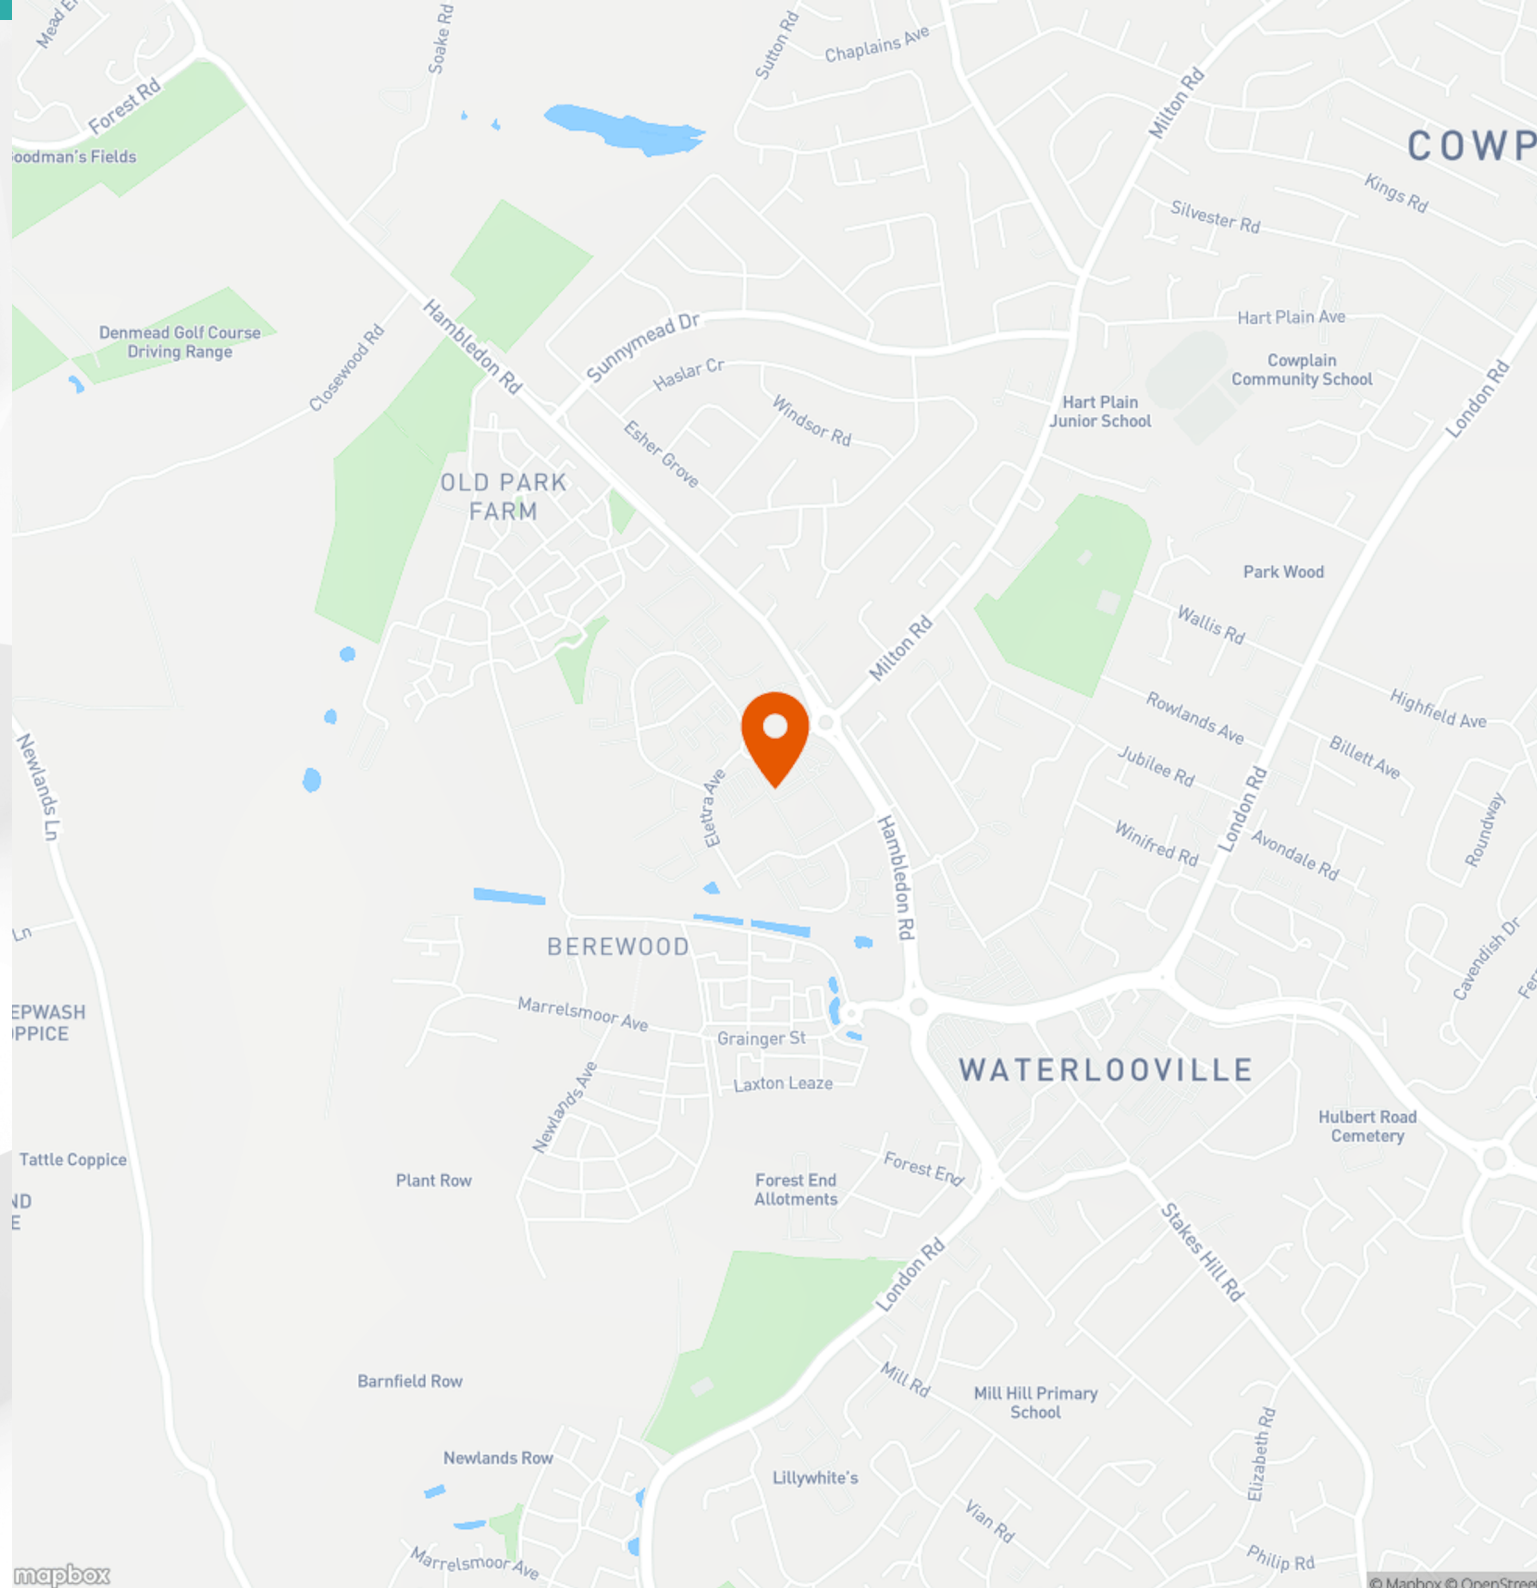 Mead En
Soake Rd
Sutton Rd
Chaplains Ave
Milton Rd
Forest Rd
Goodman's Fields
COWP
Kings Rd
Silvester Rd
Denmead Golf Course
Driving Range
Closewood Rd
Hambledon Rd
Sunnymead Dr
Haslar Cr
Windsor Rd
Esher Grove
Hart Plain Ave
Cowplain
Community School
Hart Plain
Junior School
London Rd
OLD PARK
FARM
Park Wood
Wallis Rd
Milton Rd
Highfield Ave
Rowlands Ave
Billett Ave
Jubilee Rd
Newlands Ln
Elettra Ave
Hambledon Rd
London Rd
Winifred Rd
Avondale Rd
Roundway
Ln
BEREWOOD
Cavendish Dr
Fer
EPWASH
OPPICE
Marrelsmoor Ave
Grainger St
Laxton Leaze
Newlands Ave
WATERLOOVILLE
Hulbert Road
Cemetery
Tattle Coppice
Plant Row
Forest End
Allotments
Forest End
ND
E
Stakes Hill Rd
London Rd
Barnfield Row
Mill Rd
Mill Hill Primary
School
Elizabeth Rd
Newlands Row
Lillywhite's
Vian Rd
Marrelsmoor Ave
Philip Rd
mapbox
© Mapbox © OpenStree